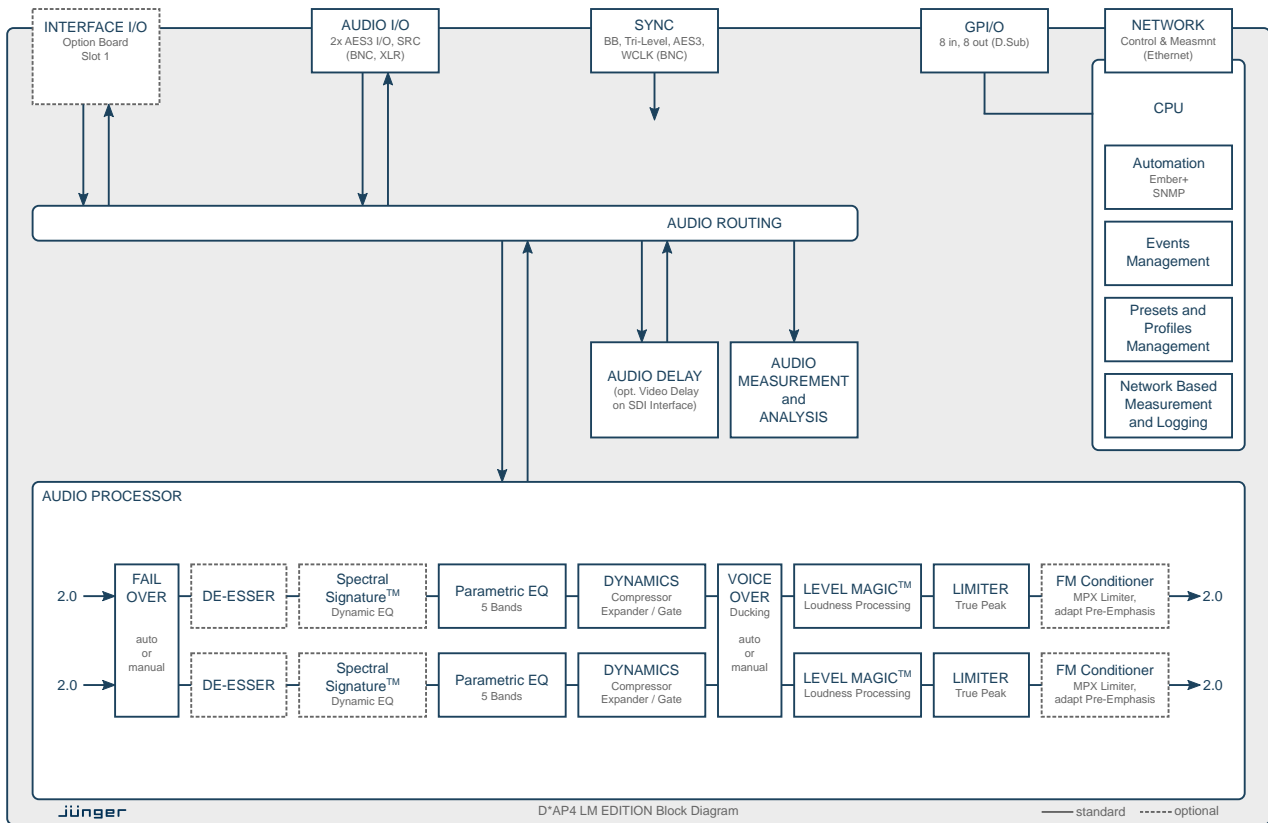 INTERFACE I/O
Option Board
Slot 1
AUDIO I/O
2x AES3 I/O, SRC
(BNC, XLR)
SYNC
BB, Tri-Level, AES3,
WCLK (BNC)
GPI/O
8 in, 8 out (D.Sub)
NETWORK
Control & Measmnt
(Ethernet)
CPU
Automation
Ember+
SNMP
Events
Management
Presets and
Profiles
Management
Network Based
Measurement
and Logging
AUDIO ROUTING
AUDIO DELAY
(opt. Video Delay
on SDI Interface)
AUDIO
MEASUREMENT
and
ANALYSIS
AUDIO PROCESSOR
2.0
2.0
FAIL
OVER
auto
or
manual
DE-ESSER
Spectral
Signature™
Dynamic EQ
Parametric EQ
5 Bands
DYNAMICS
Compressor
Expander / Gate
VOICE
OVER
Ducking
auto
or
manual
LEVEL MAGIC™
Loudness Processing
LIMITER
True Peak
FM Conditioner
MPX Limiter,
adapt Pre-Emphasis
2.0
DE-ESSER
Spectral
Signature™
Dynamic EQ
Parametric EQ
5 Bands
DYNAMICS
Compressor
Expander / Gate
LEVEL MAGIC™
Loudness Processing
LIMITER
True Peak
FM Conditioner
MPX Limiter,
adapt Pre-Emphasis
2.0
jünger
D*AP4 LM EDITION Block Diagram
standard
optional